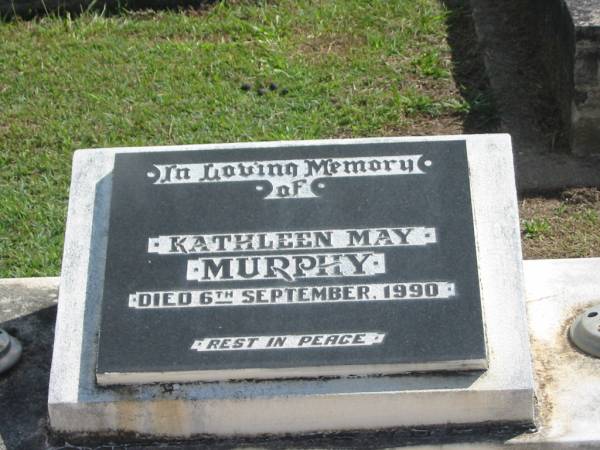 In Loving Memory
of
KATHLEEN MAY
MURPHY
DIED 6TH SEPTEMBER, 1990
REST IN PEACE